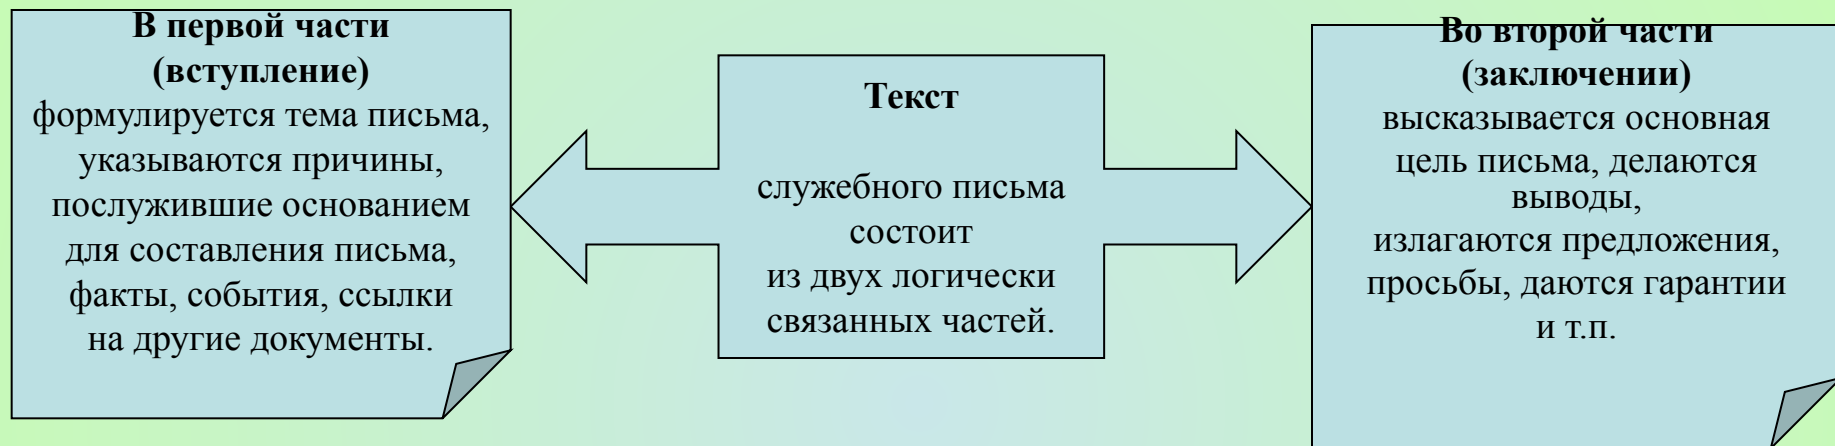 В первой части
(вступление)
формулируется тема письма,
указываются причины,
послужившие основанием
для составления письма,
факты, события, ссылки
на другие документы.
Текст
служебного письма
состоит
из двух логически
связанных частей.
Во второй части
(заключении)
высказывается основная
цель письма, делаются
выводы,
излагаются предложения,
просьбы, даются гарантии
и т.п.